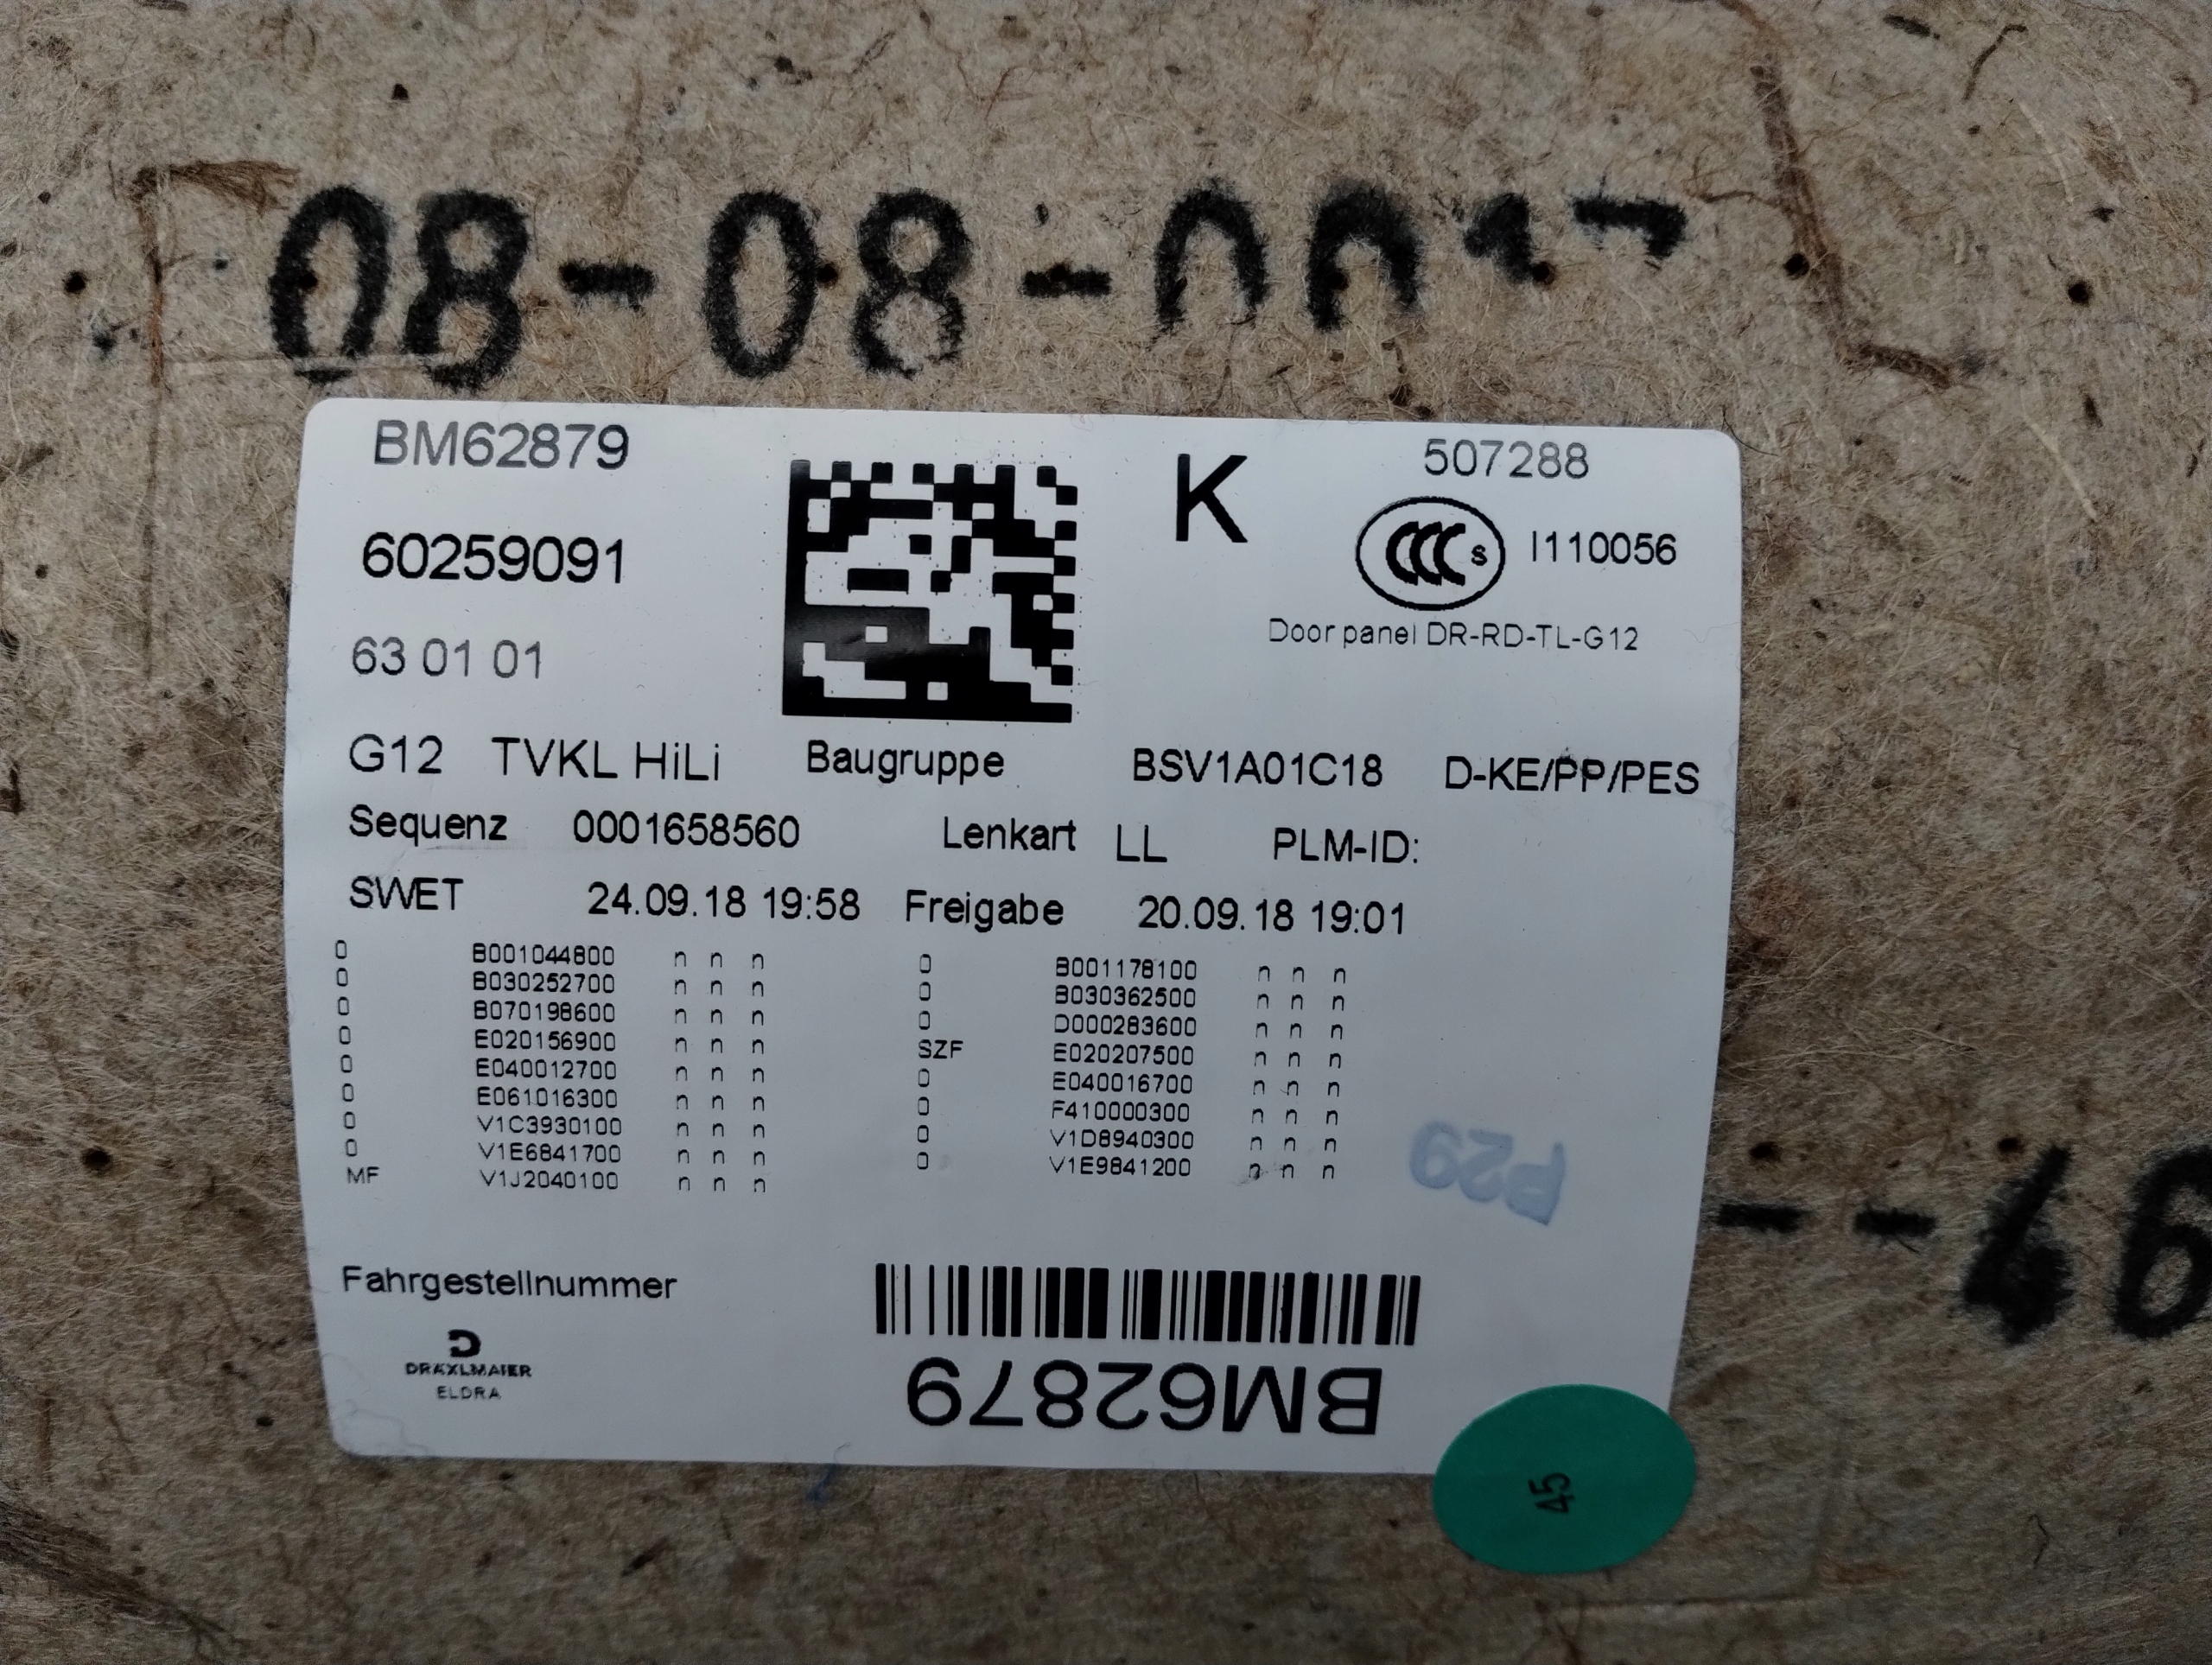 08-08-00
BM62879
K
507288
60259091
CCC S I110056
63 01 01
Door panel DR-RD-TL-G12
G12 TVKL HiLi Baugruppe BSV1A01C18 D-KE/PP/PES
Sequenz 0001658560 Lenkart LL PLM-ID:
SWET 24.09.18 19:58 Freigabe 20.09.18 19:01
0 B001044800 n n n 0 B001178100 n n n
0 B030252700 n n n 0 B030362500 n n n
0 B070198600 n n n 0 D000283600 n n n
0 E020156900 n n n SZF E020207500 n n n
0 E040012700 n n n 0 E040016700 n n n
0 E061016300 n n n 0 F410000300 n n n
0 V1C3930100 n n n 0 V1D8940300 n n n
0 V1E6841700 n n n 0 V1E9841200 n n n
MF V1J2040100 n n n
P29
--46
Fahrgestellnummer
DRÄXLMAIER
ELDRA
BM62879
45